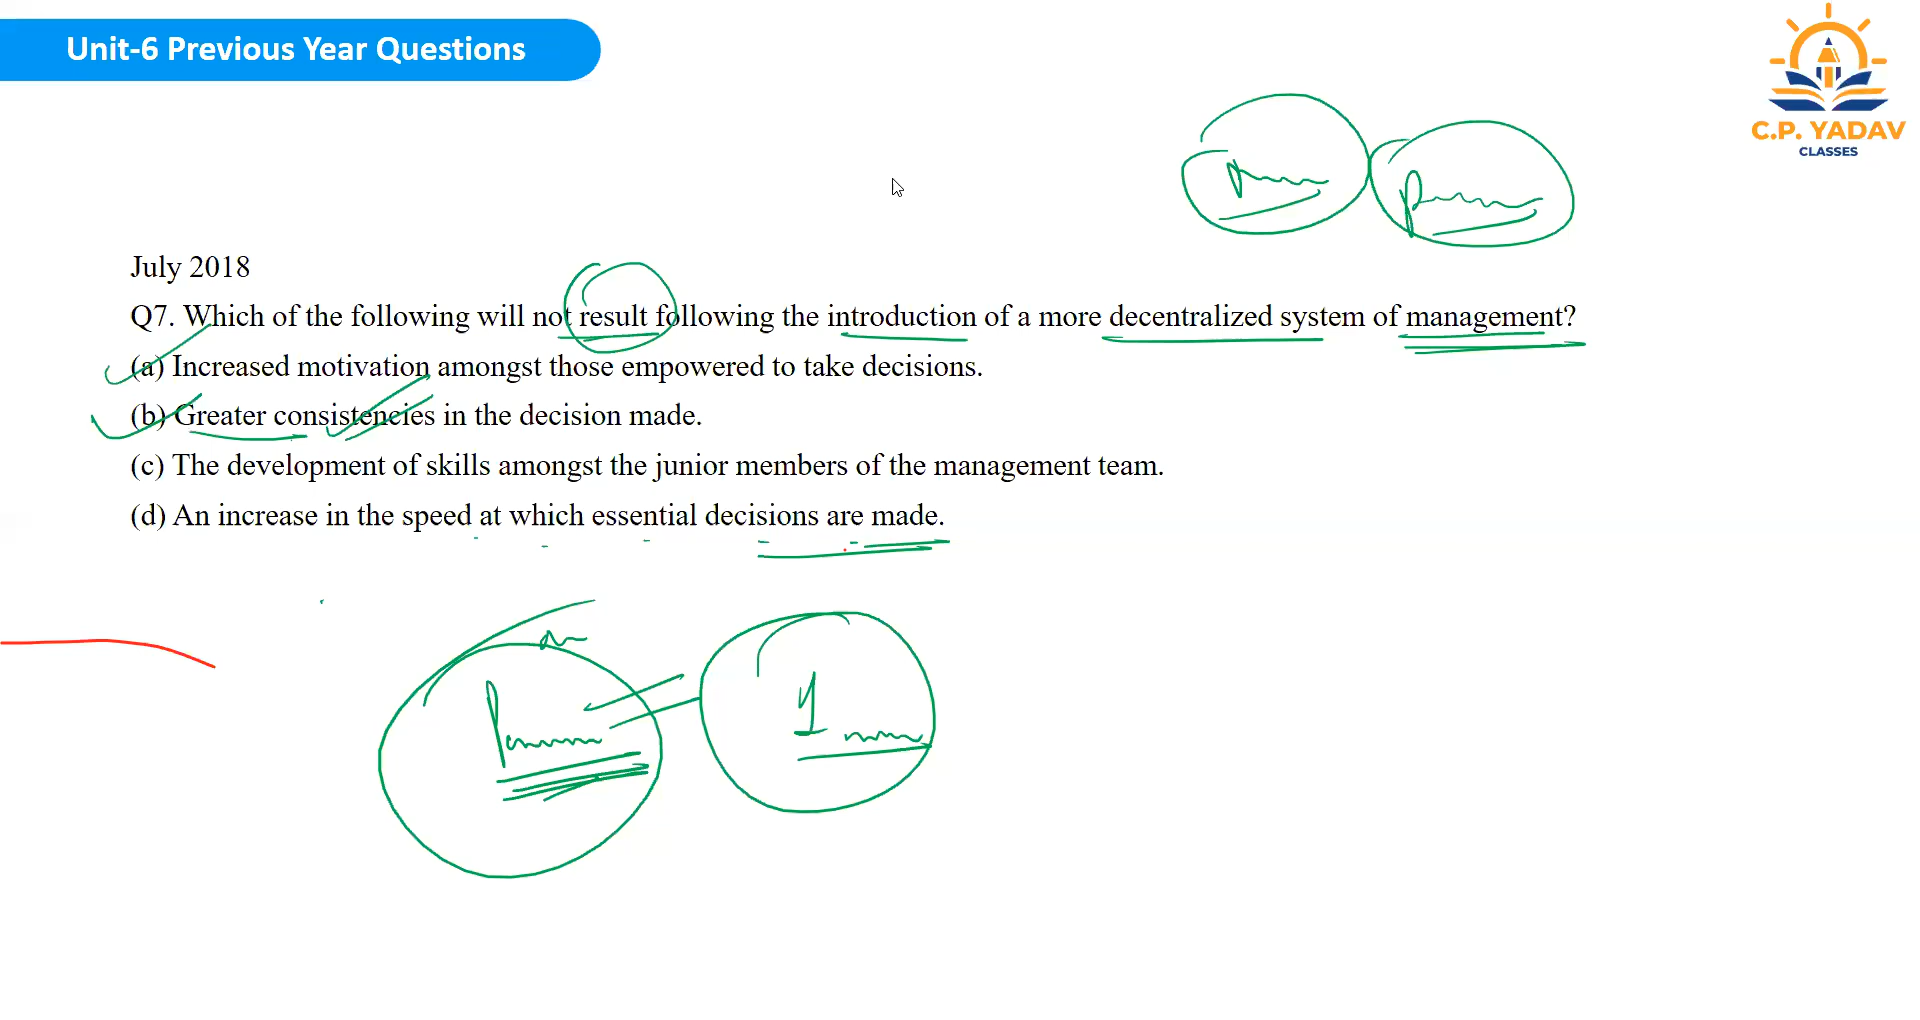 Unit-6 Previous Year Questions
C.P. YADAV
CLASSES
July 2018
Q7. Which of the following will not result following the introduction of a more decentralized system of management?
(a) Increased motivation amongst those empowered to take decisions.
(b) Greater consistencies in the decision made.
(c) The development of skills amongst the junior members of the management team.
(d) An increase in the speed at which essential decisions are made.